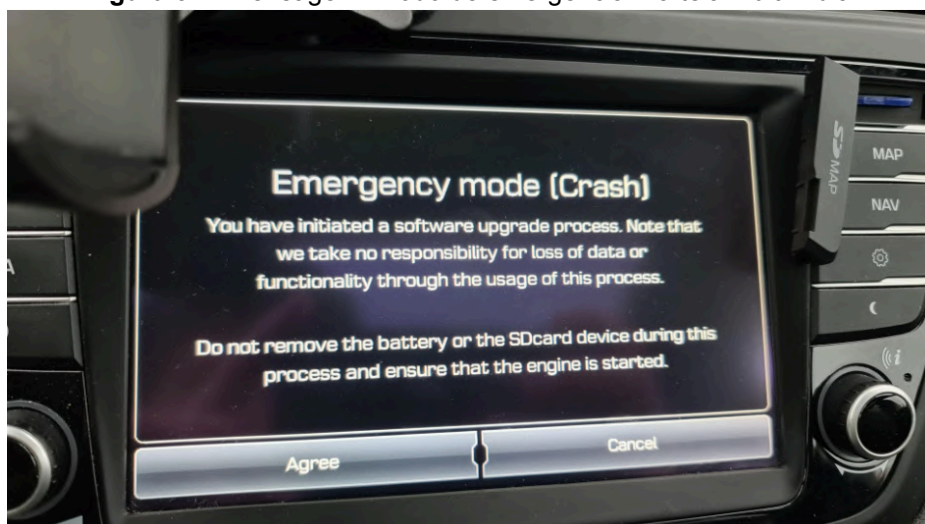 Emergency mode (Crash)
You have initiated a software upgrade process. Note that
we take no responsibility for loss of data or
functionality through the usage of this process.
Do not remove the battery or the SDcard device during this
process and ensure that the engine is started.
Agree
Cancel
SD MAP
MAP
NAV
A
i